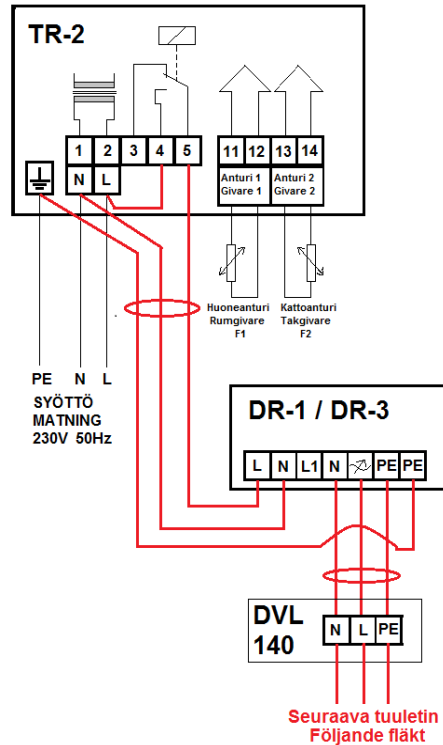 TR-2
1 2 3 4 5 11 12 13 14
N L
Anturi 1
Givare 1
Anturi 2
Givare 2
Huoneanturi
Rumgivare
F1
Kattoanturi
Takgivare
F2
PE N L
SYÖTTÖ
MATNING
230V 50Hz
DR-1 / DR-3
L N L1 N PE PE
DVL
140
N L PE
Seuraava tuuletin
Följande fläkt